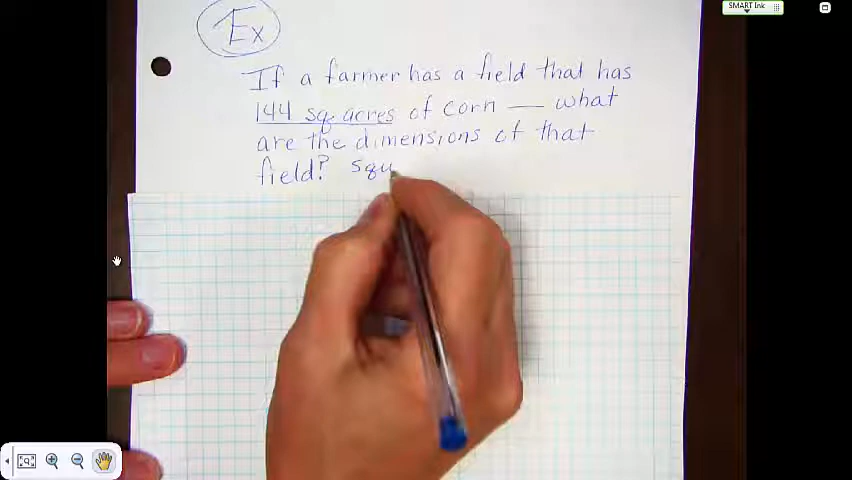 SMART Ink
Ex
If a farmer has a field that has
144 sq acres of corn — what
are the dimensions of that
field? squ